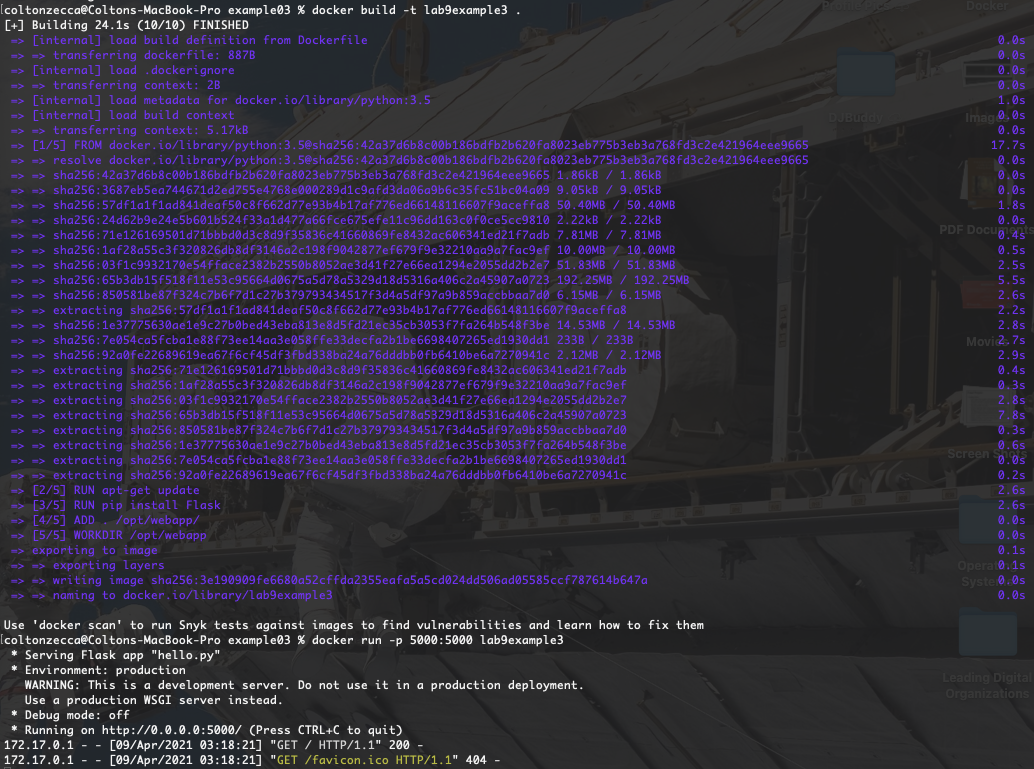 coltonzecca@Coltons-MacBook-Pro example03 % docker build -t lab9example3 .
[+] Building 24.1s (10/10) FINISHED
=> [internal] load build definition from Dockerfile 0.0s
=> => transferring dockerfile: 887B 0.0s
=> [internal] load .dockerignore 0.0s
=> => transferring context: 2B 0.0s
=> [internal] load metadata for docker.io/library/python:3.5 1.0s
=> [internal] load build context 0.0s
=> => transferring context: 5.17kB 0.0s
=> [1/5] FROM docker.io/library/python:3.5@sha256:42a37d6b8c00b186bdfb2b620fa8023eb775b3eb3a768fd3c2e421964eee9665 17.7s
=> => resolve docker.io/library/python:3.5@sha256:42a37d6b8c00b186bdfb2b620fa8023eb775b3eb3a768fd3c2e421964eee9665 0.0s
=> => sha256:42a37d6b8c00b186bdfb2b620fa8023eb775b3eb3a768fd3c2e421964eee9665 1.86kB / 1.86kB 0.0s
=> => sha256:3687eb5ea744671d2ed755e4768e000289d1c9afd3da06a9b6c35fc51bc04a09 9.05kB / 9.05kB 0.0s
=> => sha256:57df1a1f1ad841deaf50c8f662d77e93b4b17af776ed66148116607f9aceffa8 50.40MB / 50.40MB 1.8s
=> => sha256:24d62b9e24e5b601b524f33a1d477a66fce675efe11c96dd163c0f0ce5cc9810 2.22kB / 2.22kB 0.0s
=> => sha256:71e126169501d71bbbd0d3c8d9f35836c41660869fe8432ac606341ed21f7adb 7.81MB / 7.81MB 0.4s
=> => sha256:1af28a55c3f320826db8df3146a2c198f9042877ef679f9e32210aa9a7fac9ef 10.00MB / 10.00MB 0.5s
=> => sha256:03f1c9932170e54fface2382b2550b8052ae3d41f27e66ea1294e2055dd2b2e7 51.83MB / 51.83MB 2.5s
=> => sha256:65b3db15f518f11e53c95664d0675a5d78a5329d18d5316a406c2a45907a0723 192.25MB / 192.25MB 5.5s
=> => sha256:850581be87f324c7b6f7d1c27b379793434517f3d4a5df97a9b859accbbaa7d0 6.15MB / 6.15MB 2.6s
=> => extracting sha256:57df1a1f1ad841deaf50c8f662d77e93b4b17af776ed66148116607f9aceffa8 2.2s
=> => sha256:1e37775630ae1e9c27b0bed43eba813e8d5fd21ec35cb3053f7fa264b548f3be 14.53MB / 14.53MB 2.8s
=> => sha256:7e054ca5fcba1e88f73ee14aa3e058ffe33decfa2b1be6698407265ed1930dd1 233B / 233B 2.7s
=> => sha256:92a0fe22689619ea67f6cf45df3fbd338ba24a76dddbb0fb6410be6a7270941c 2.12MB / 2.12MB 2.9s
=> => extracting sha256:71e126169501d71bbbd0d3c8d9f35836c41660869fe8432ac606341ed21f7adb 0.4s
=> => extracting sha256:1af28a55c3f320826db8df3146a2c198f9042877ef679f9e32210aa9a7fac9ef 0.3s
=> => extracting sha256:03f1c9932170e54fface2382b2550b8052ae3d41f27e66ea1294e2055dd2b2e7 2.8s
=> => extracting sha256:65b3db15f518f11e53c95664d0675a5d78a5329d18d5316a406c2a45907a0723 7.8s
=> => extracting sha256:850581be87f324c7b6f7d1c27b379793434517f3d4a5df97a9b859accbbaa7d0 0.3s
=> => extracting sha256:1e37775630ae1e9c27b0bed43eba813e8d5fd21ec35cb3053f7fa264b548f3be 0.6s
=> => extracting sha256:7e054ca5fcba1e88f73ee14aa3e058ffe33decfa2b1be6698407265ed1930dd1 0.0s
=> => extracting sha256:92a0fe22689619ea67f6cf45df3fbd338ba24a76dddbb0fb6410be6a7270941c 0.2s
=> [2/5] RUN apt-get update 2.6s
=> [3/5] RUN pip install Flask 2.6s
=> [4/5] ADD . /opt/webapp/ 0.0s
=> [5/5] WORKDIR /opt/webapp 0.0s
=> exporting to image 0.1s
=> => exporting layers 0.1s
=> => writing image sha256:3e190909fe6680a52cffda2355eafa5a5cd024dd506ad05585ccf787614b647a 0.0s
=> => naming to docker.io/library/lab9example3 0.0s
Use 'docker scan' to run Snyk tests against images to find vulnerabilities and learn how to fix them
coltonzecca@Coltons-MacBook-Pro example03 % docker run -p 5000:5000 lab9example3
* Serving Flask app "hello.py"
* Environment: production
WARNING: This is a development server. Do not use it in a production deployment.
Use a production WSGI server instead.
* Debug mode: off
* Running on http://0.0.0.0:5000/ (Press CTRL+C to quit)
172.17.0.1 - - [09/Apr/2021 03:18:21] "GET / HTTP/1.1" 200 -
172.17.0.1 - - [09/Apr/2021 03:18:21] "GET /favicon.ico HTTP/1.1" 404 -
Docker
DJBuddy
PDF Documents
Movies
Screen Shots
Leading Digital
Organizations